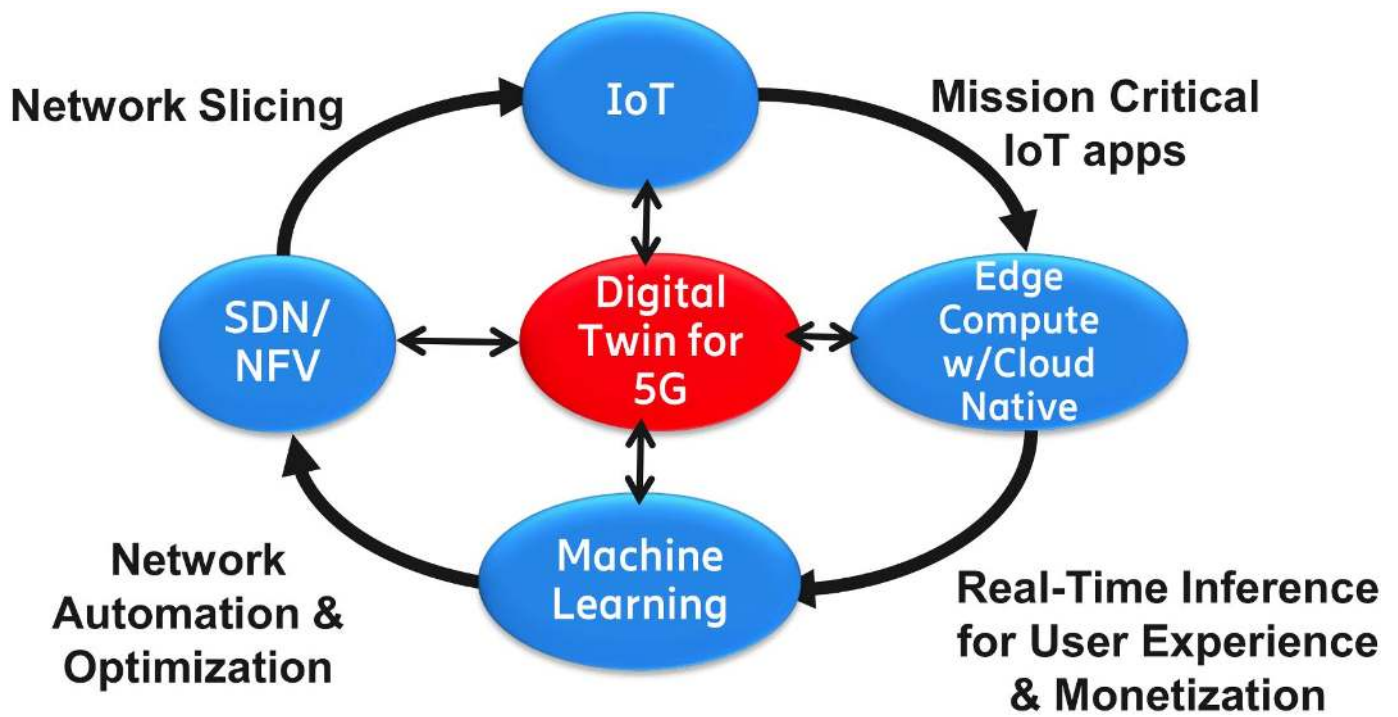 IoT
Network Slicing
Mission Critical
IoT apps
SDN/
NFV
Digital
Twin for
5G
Edge
Compute
w/Cloud
Native
Machine
Learning
Network
Automation &
Optimization
Real-Time Inference
for User Experience
& Monetization